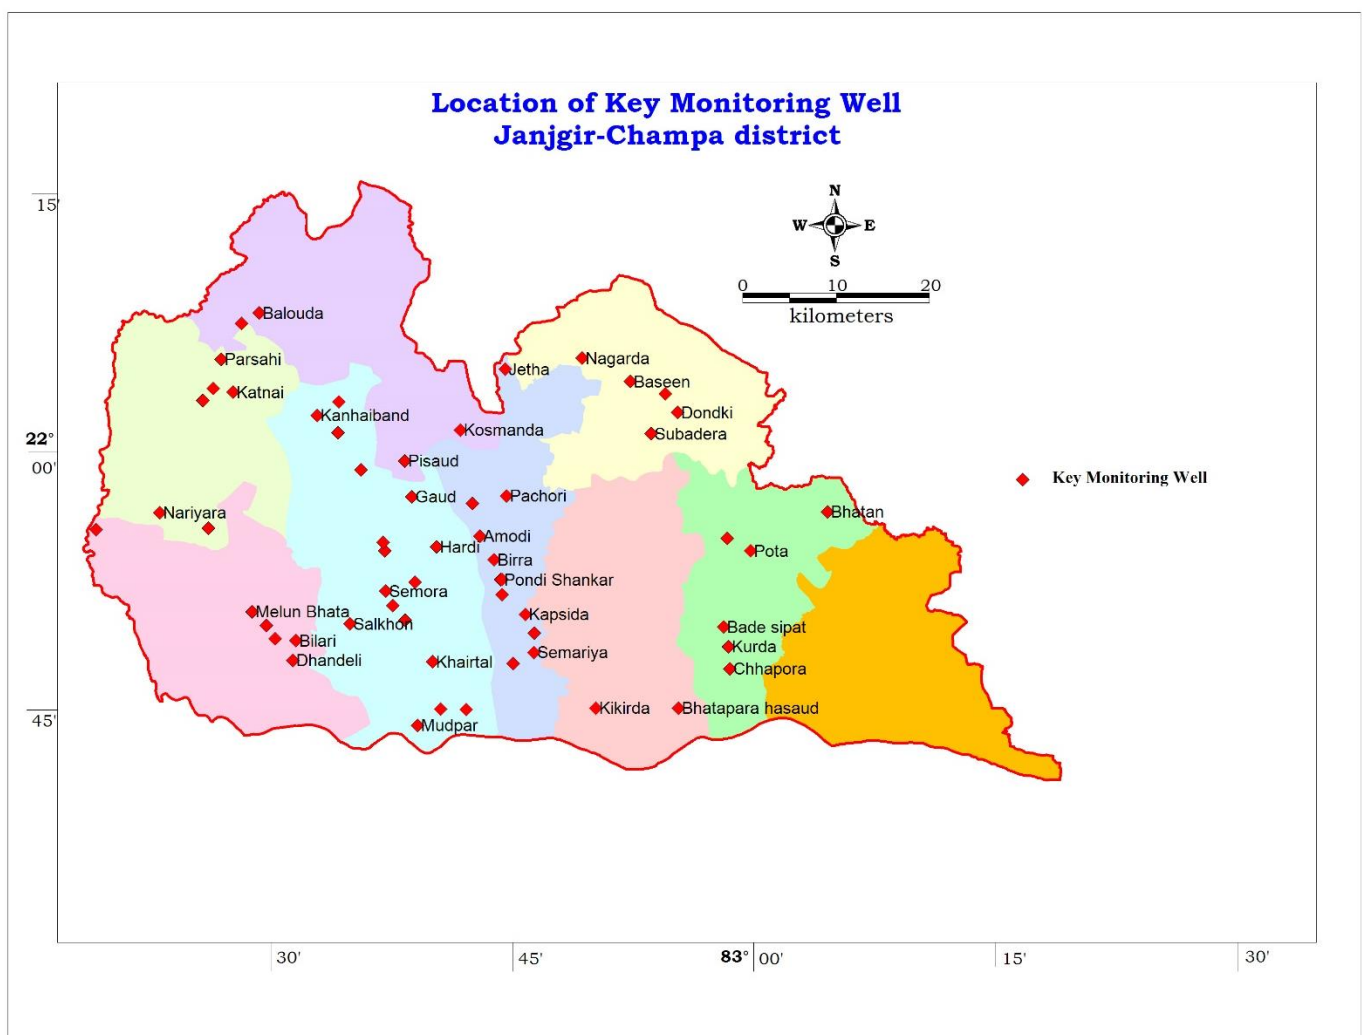 Location of Key Monitoring Well
Janjgir-Champa district
15'
N
W E
S
0 10 20
kilometers
Balouda
Parsahi
Nagarda
Jetha
Baseen
Katnai
Kanhaiband
Dondki
Kosmanda
Subadera
22°
00'
Pisaud
Key Monitoring Well
Gaud
Pachori
Nariyara
Bhatan
Amodi
Hardi
Pota
Birra
Pondi Shankar
Semora
Melun Bhata
Kapsida
Salkhon
Bade sipat
Bilari
Kurda
Semariya
Dhandeli
Khairtal
Chhapora
Kikirda
Bhatapara hasaud
45'
Mudpar
30'
45'
83° 00'
15'
30'